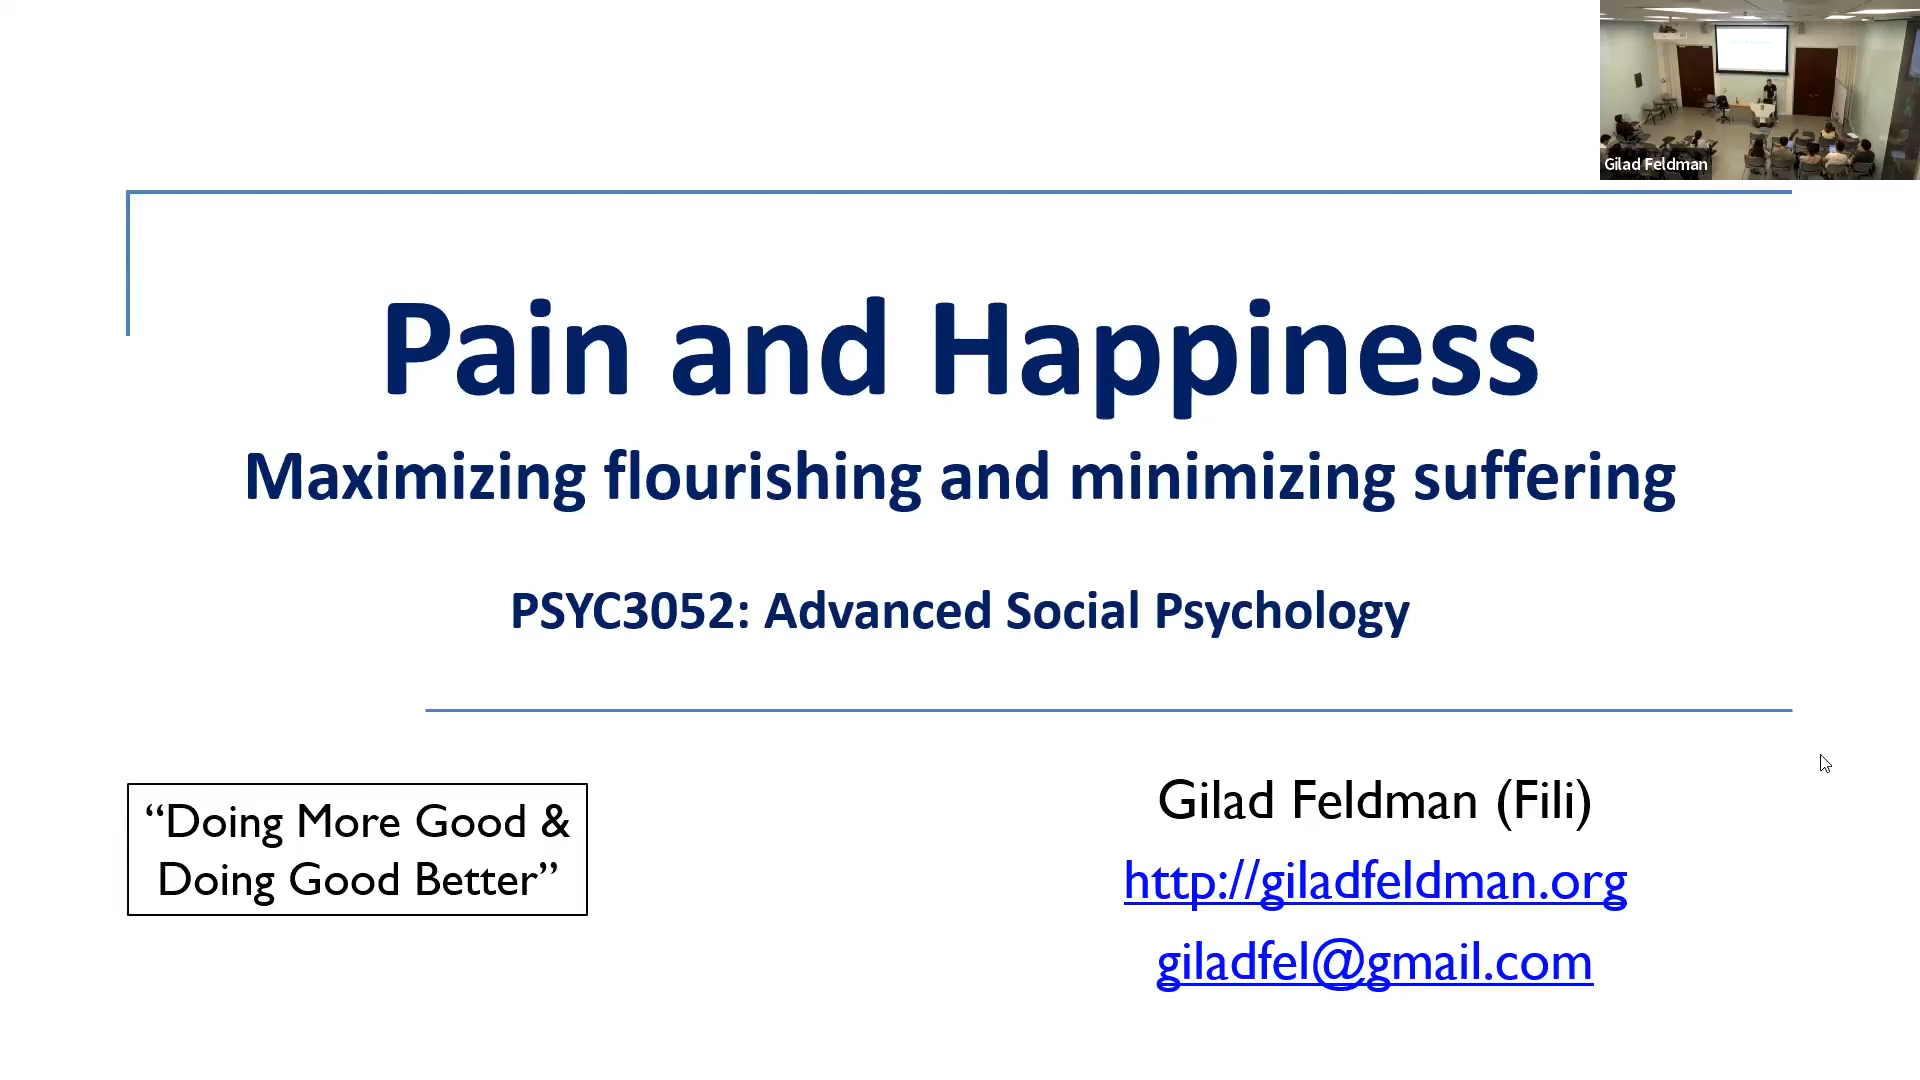 Gilad Feldman
Pain and Happiness
Maximizing flourishing and minimizing suffering
PSYC3052: Advanced Social Psychology
“Doing More Good &
Doing Good Better”
Gilad Feldman (Fili)
http://giladfeldman.org
giladfel@gmail.com